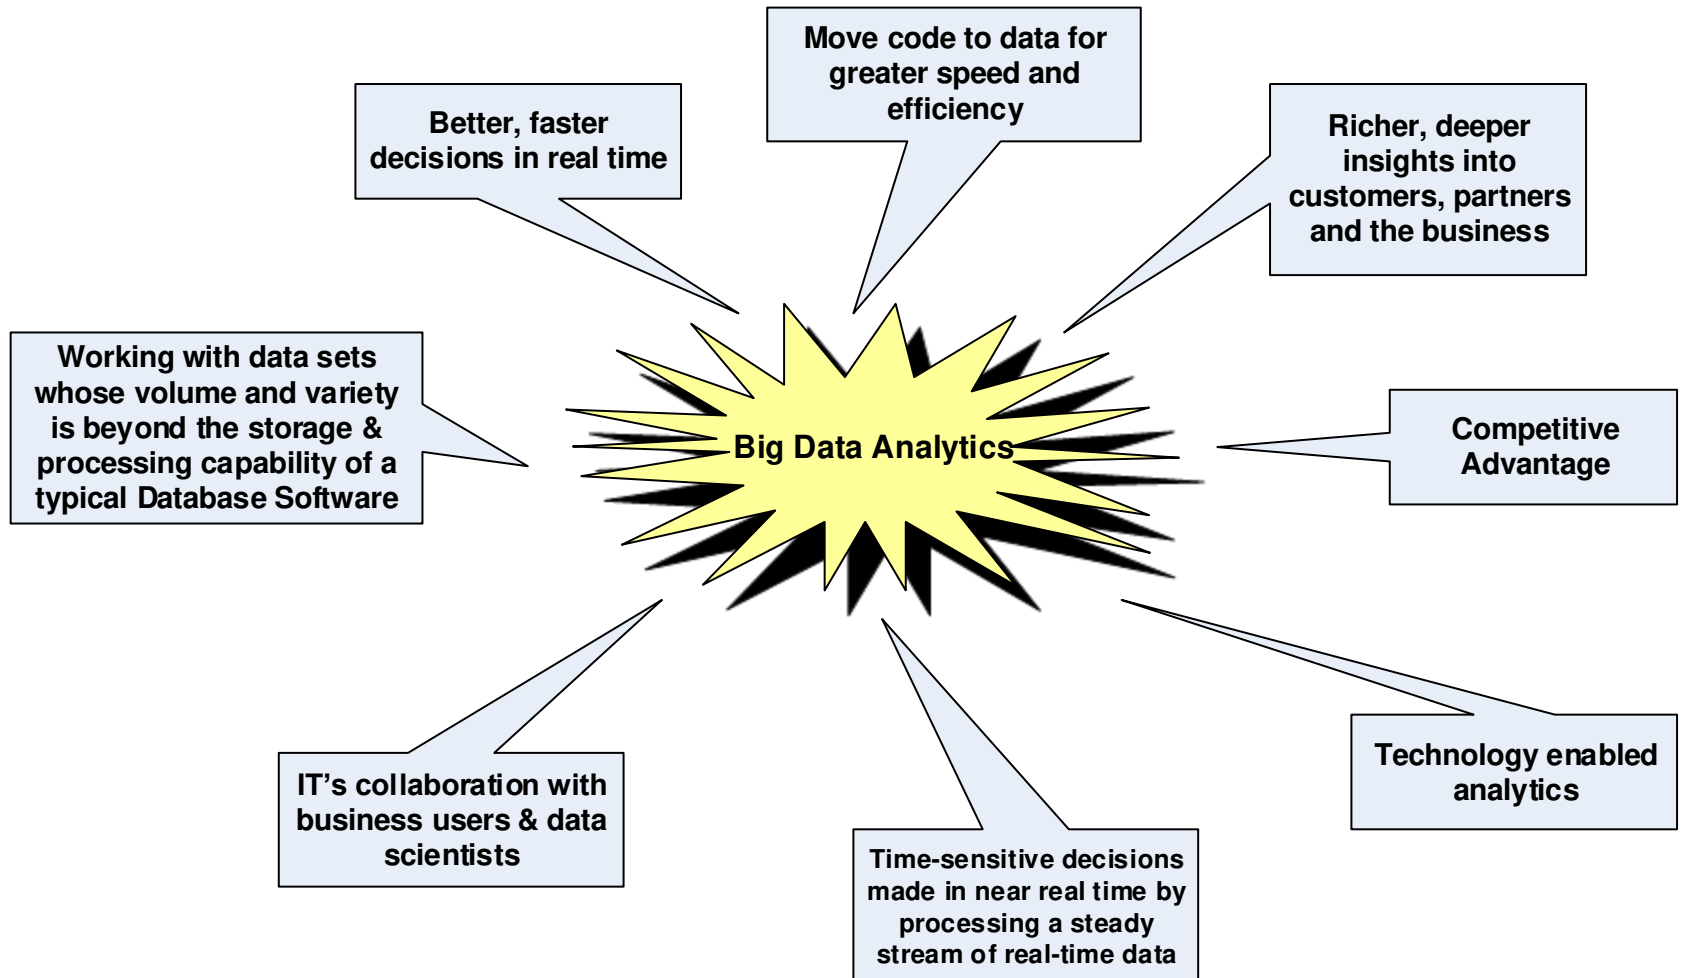 Move code to data for
greater speed and
efficiency
Better, faster
decisions in real time
Richer, deeper
insights into
customers, partners
and the business
Working with data sets
whose volume and variety
is beyond the storage &
processing capability of a
typical Database Software
Big Data Analytics
Competitive
Advantage
IT’s collaboration with
business users & data
scientists
Technology enabled
analytics
Time-sensitive decisions
made in near real time by
processing a steady
stream of real-time data